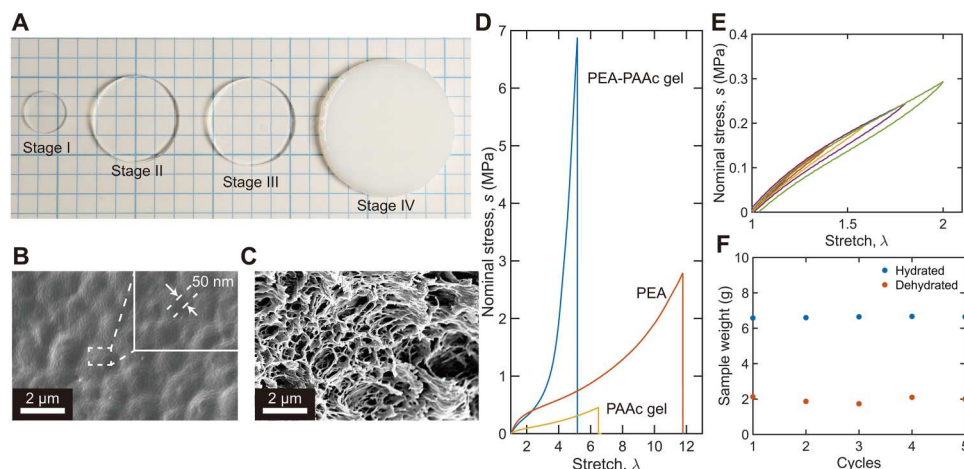 A
Stage I
Stage II
Stage III
Stage IV
B
50 nm
2 μm
C
2 μm
D
Nominal stress, s (MPa)
7
6
5
4
3
2
1
0
PEA-PAAc gel
PEA
PAAc gel
2 4 6 8 10 12
Stretch, λ
E
Nominal stress, s (MPa)
0.4
0.3
0.2
0.1
0
1 1.5 2
Stretch, λ
F
Sample weight (g)
10
8
6
4
2
0
Hydrated
Dehydrated
1 2 3 4 5
Cycles